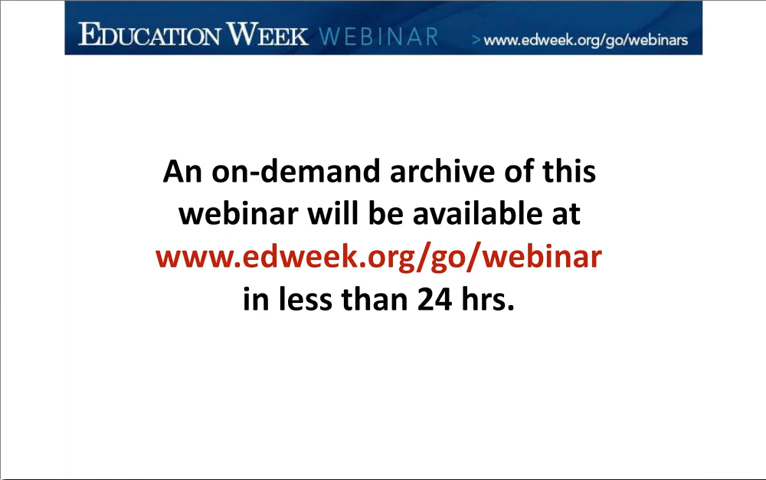 EDUCATION WEEK WEBINAR >www.edweek.org/go/webinars
An on-demand archive of this
webinar will be available at
www.edweek.org/go/webinar
in less than 24 hrs.